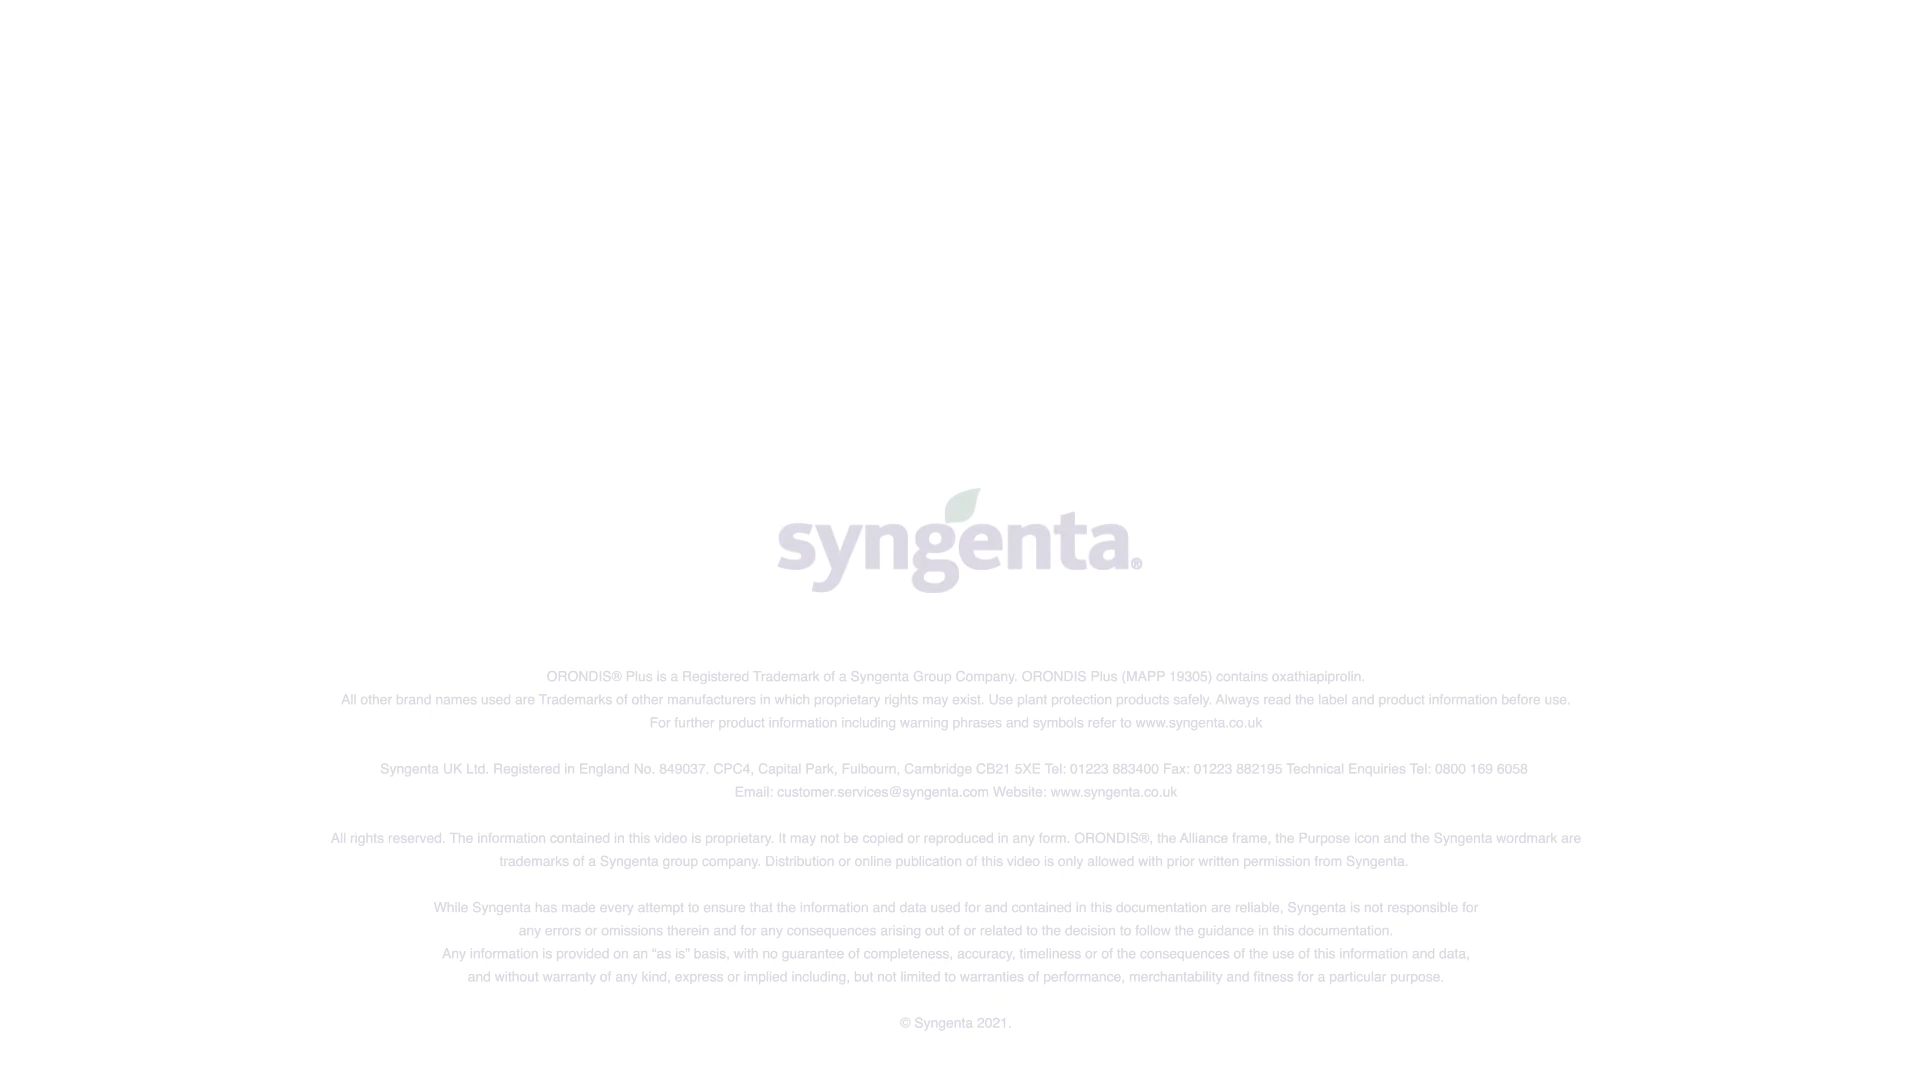 syngenta®
ORONDIS® Plus is a Registered Trademark of a Syngenta Group Company. ORONDIS Plus (MAPP 19305) contains oxathiapiprolin.
All other brand names used are Trademarks of other manufacturers in which proprietary rights may exist. Use plant protection products safely. Always read the label and product information before use.
For further product information including warning phrases and symbols refer to www.syngenta.co.uk
Syngenta UK Ltd. Registered in England No. 849037. CPC4, Capital Park, Fulbourn, Cambridge CB21 5XE Tel: 01223 883400 Fax: 01223 882195 Technical Enquiries Tel: 0800 169 6058
Email: customer.services@syngenta.com Website: www.syngenta.co.uk
All rights reserved. The information contained in this video is proprietary. It may not be copied or reproduced in any form. ORONDIS®, the Alliance frame, the Purpose icon and the Syngenta wordmark are
trademarks of a Syngenta group company. Distribution or online publication of this video is only allowed with prior written permission from Syngenta.
While Syngenta has made every attempt to ensure that the information and data used for and contained in this documentation are reliable, Syngenta is not responsible for
any errors or omissions therein and for any consequences arising out of or related to the decision to follow the guidance in this documentation.
Any information is provided on an “as is” basis, with no guarantee of completeness, accuracy, timeliness or of the consequences of the use of this information and data,
and without warranty of any kind, express or implied including, but not limited to warranties of performance, merchantability and fitness for a particular purpose.
© Syngenta 2021.